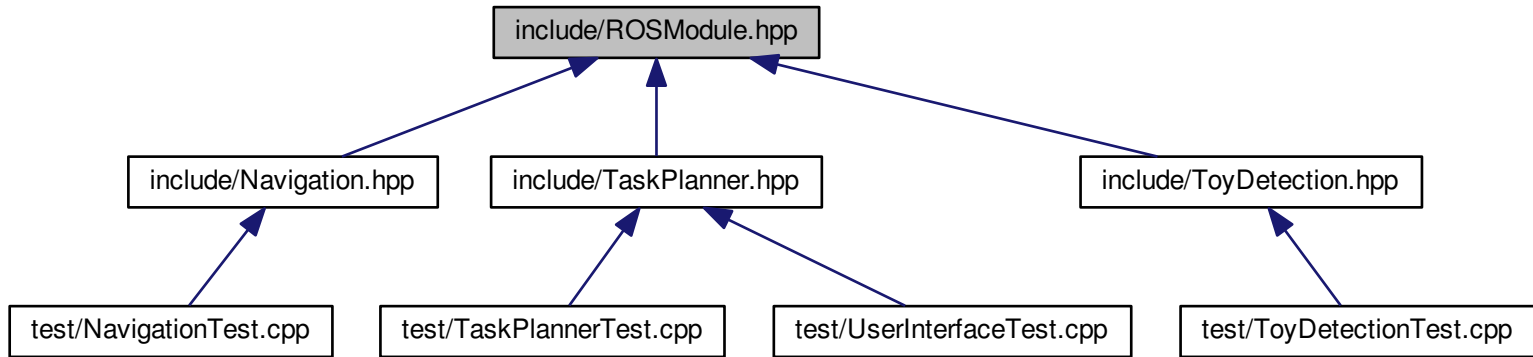 include/ROSModule.hpp
include/Navigation.hpp
include/TaskPlanner.hpp
include/ToyDetection.hpp
test/NavigationTest.cpp
test/TaskPlannerTest.cpp
test/UserInterfaceTest.cpp
test/ToyDetectionTest.cpp